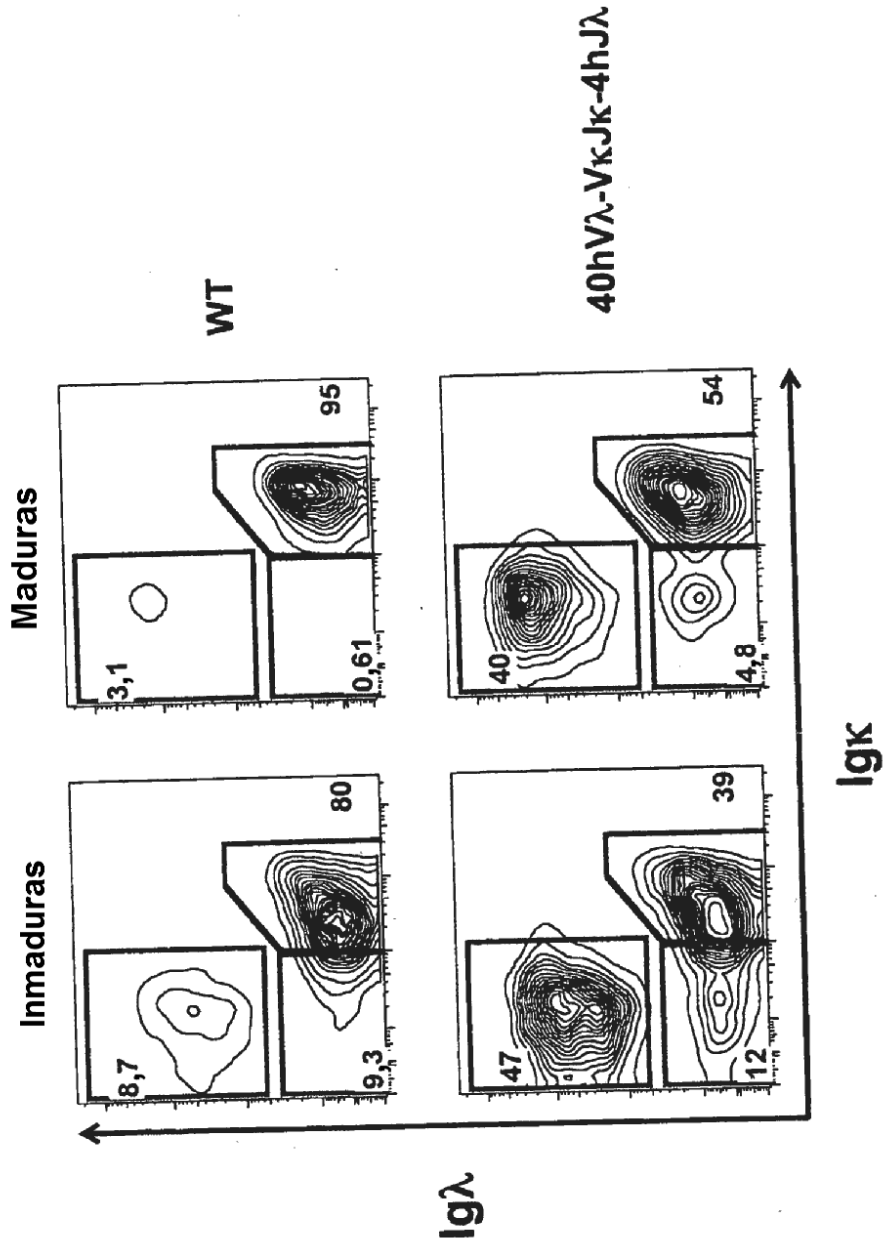 Inmaduras
Maduras
8,7
80
9,3
3,1
95
0,61
WT
47
39
12
40
54
4,8
40hVλ-VκJκ-4hJλ
Igλ
Igκ